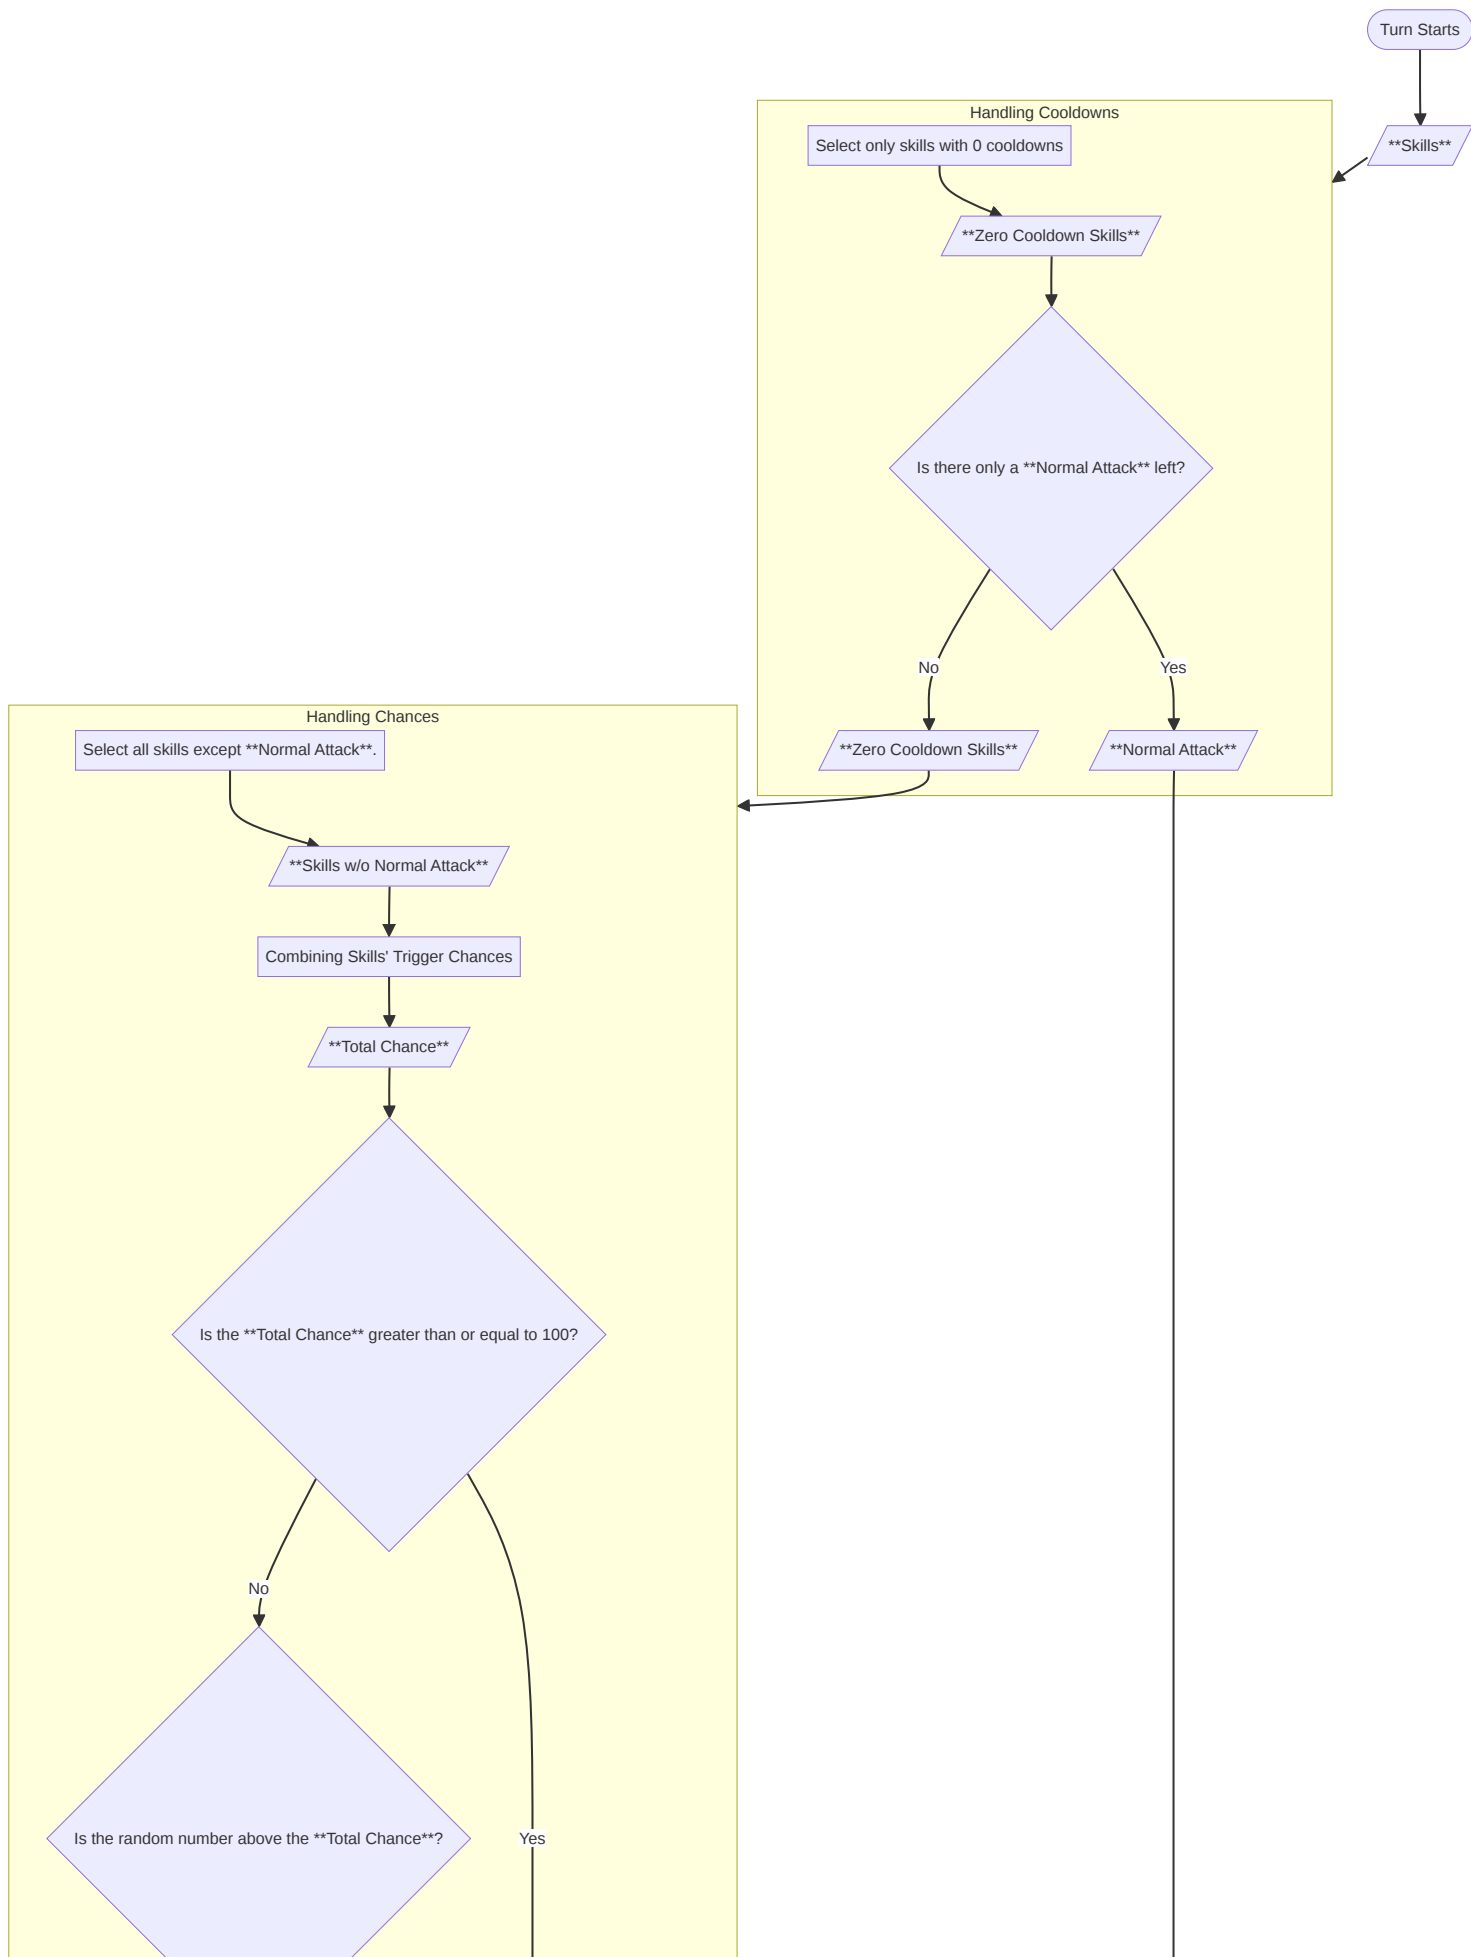 Turn Starts
**Skills**
Handling Cooldowns
Select only skills with 0 cooldowns
**Zero Cooldown Skills**
Is there only a **Normal Attack** left?
No
Yes
**Zero Cooldown Skills**
**Normal Attack**
Handling Chances
Select all skills except **Normal Attack**.
**Skills w/o Normal Attack**
Combining Skills' Trigger Chances
**Total Chance**
Is the **Total Chance** greater than or equal to 100?
No
Is the random number above the **Total Chance**?
Yes